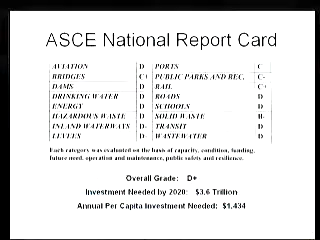 ASCE National Report Card
AVIATION D PORTS C
BRIDGES C+ PUBLIC PARKS AND REC. C-
DAMS D RAIL C+
DRINKING WATER D ROADS D
ENERGY D SCHOOLS D
HAZARDOUS WASTE D SOLID WASTE B-
INLAND WATERWAYS D- TRANSIT D
LEVEES D- WASTEWATER D
Each category was evaluated on the basis of capacity, condition, funding,
future need, operation and maintenance, public safety and resilience.
Overall Grade: D+
Investment Needed by 2020: $3.6 Trillion
Annual Per Capita Investment Needed: $1,434